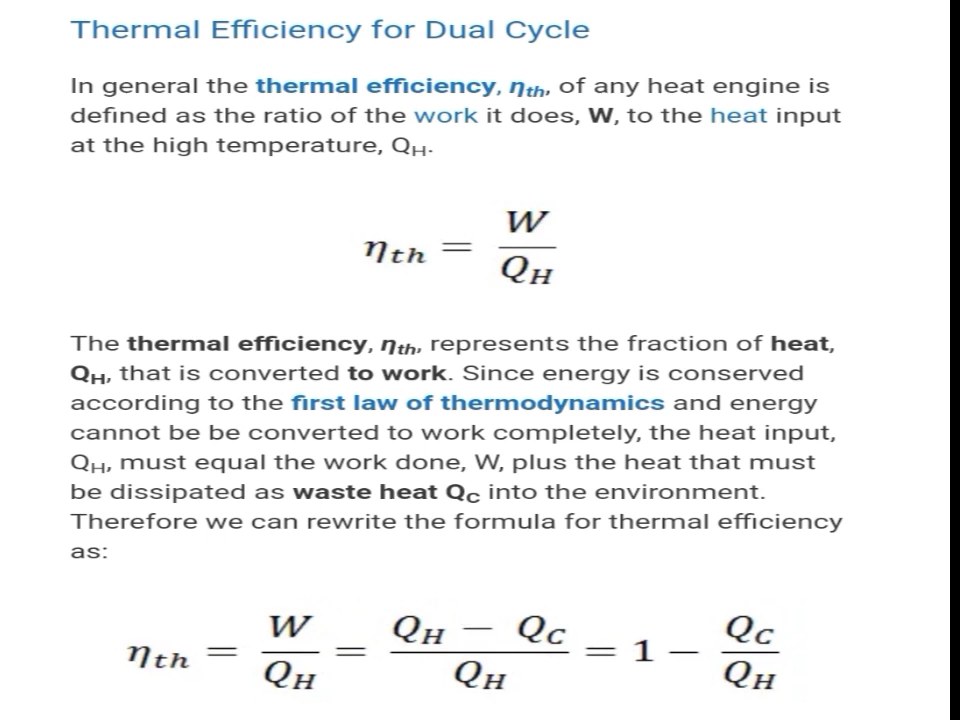 Thermal Efficiency for Dual Cycle
In general the thermal efficiency, ηth, of any heat engine is
defined as the ratio of the work it does, W, to the heat input
at the high temperature, QH.
ηth = W / QH
The thermal efficiency, ηth, represents the fraction of heat,
QH, that is converted to work. Since energy is conserved
according to the first law of thermodynamics and energy
cannot be be converted to work completely, the heat input,
QH, must equal the work done, W, plus the heat that must
be dissipated as waste heat QC into the environment.
Therefore we can rewrite the formula for thermal efficiency
as:
ηth = W / QH = QH − QC / QH = 1 − QC / QH